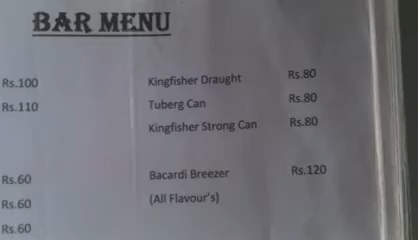 BAR MENU
Rs.100 Kingfisher Draught Rs.80
Rs.110 Tuberg Can Rs.80
Kingfisher Strong Can Rs.80
Rs.60 Bacardi Breezer Rs.120
Rs.60 (All Flavour's)
Rs.60